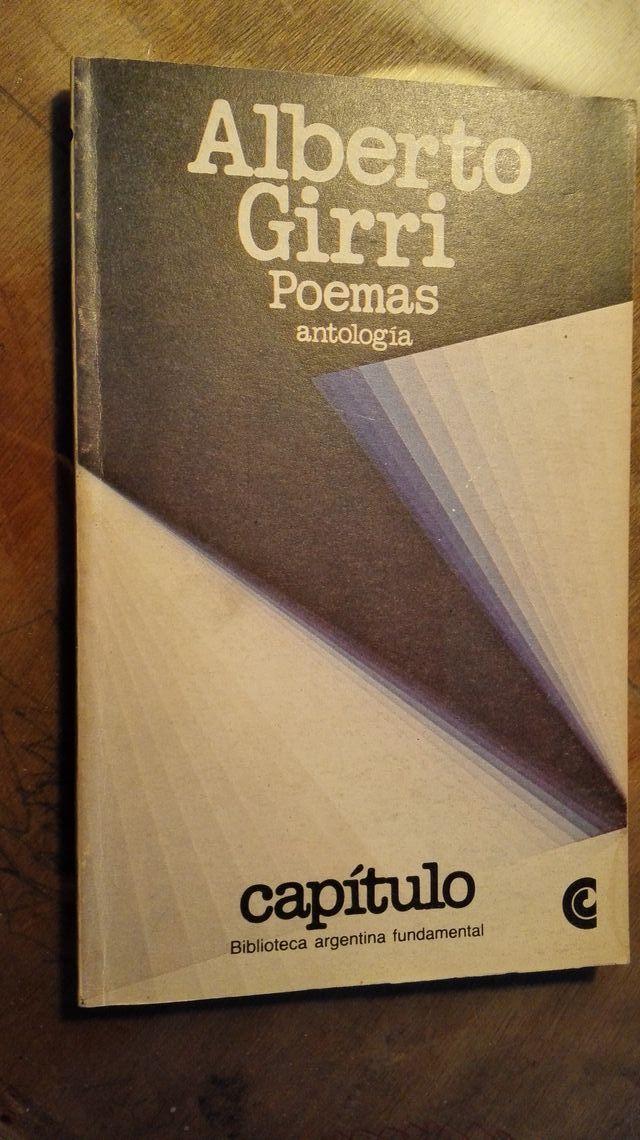 Alberto
Girri
Poemas
antología
capítulo
Biblioteca argentina fundamental